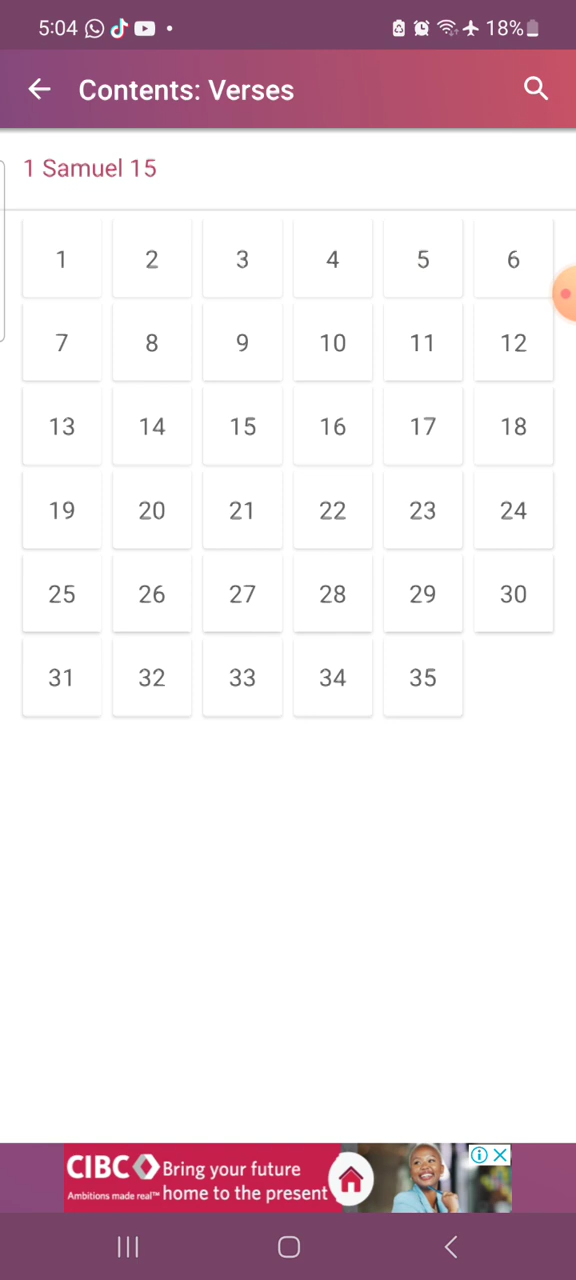 5:04 18%
Contents: Verses
1 Samuel 15
1 2 3 4 5 6
7 8 9 10 11 12
13 14 15 16 17 18
19 20 21 22 23 24
25 26 27 28 29 30
31 32 33 34 35
CIBC Bring your future
Ambitions made real™ home to the present